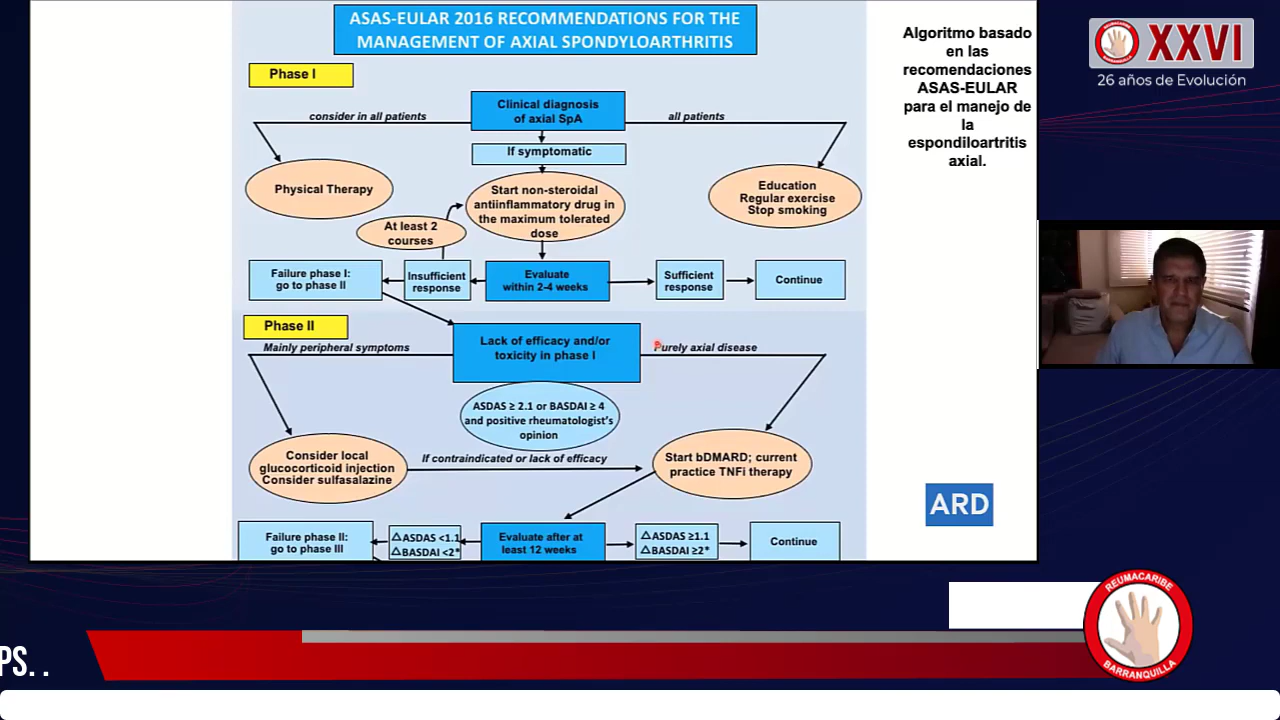 ASAS-EULAR 2016 RECOMMENDATIONS FOR THE
MANAGEMENT OF AXIAL SPONDYLOARTHRITIS
Phase I
consider in all patients
Clinical diagnosis
of axial SpA
all patients
If symptomatic
Physical Therapy
Start non-steroidal
antiinflammatory drug in
the maximum tolerated
dose
Education
Regular exercise
Stop smoking
At least 2
courses
Failure phase I:
go to phase II
Insufficient
response
Evaluate
within 2-4 weeks
Sufficient
response
Continue
Phase II
Mainly peripheral symptoms
Lack of efficacy and/or
toxicity in phase I
Purely axial disease
ASDAS ≥ 2.1 or BASDAI ≥ 4
and positive rheumatologist's
opinion
Consider local
glucocorticoid injection
Consider sulfasalazine
If contraindicated or lack of efficacy
Start bDMARD; current
practice TNFi therapy
Failure phase II:
go to phase III
△ASDAS <1.1
△BASDAI <2*
Evaluate after at
least 12 weeks
△ASDAS ≥1.1
△BASDAI ≥2*
Continue
Algoritmo basado
en las
recomendaciones
ASAS-EULAR
para el manejo de
la
espondiloartritis
axial.
ARD
REUMACARIBE
BARRANQUILLA
XXVI
26 años de Evolución
PS. .
REUMACARIBE
BARRANQUILLA